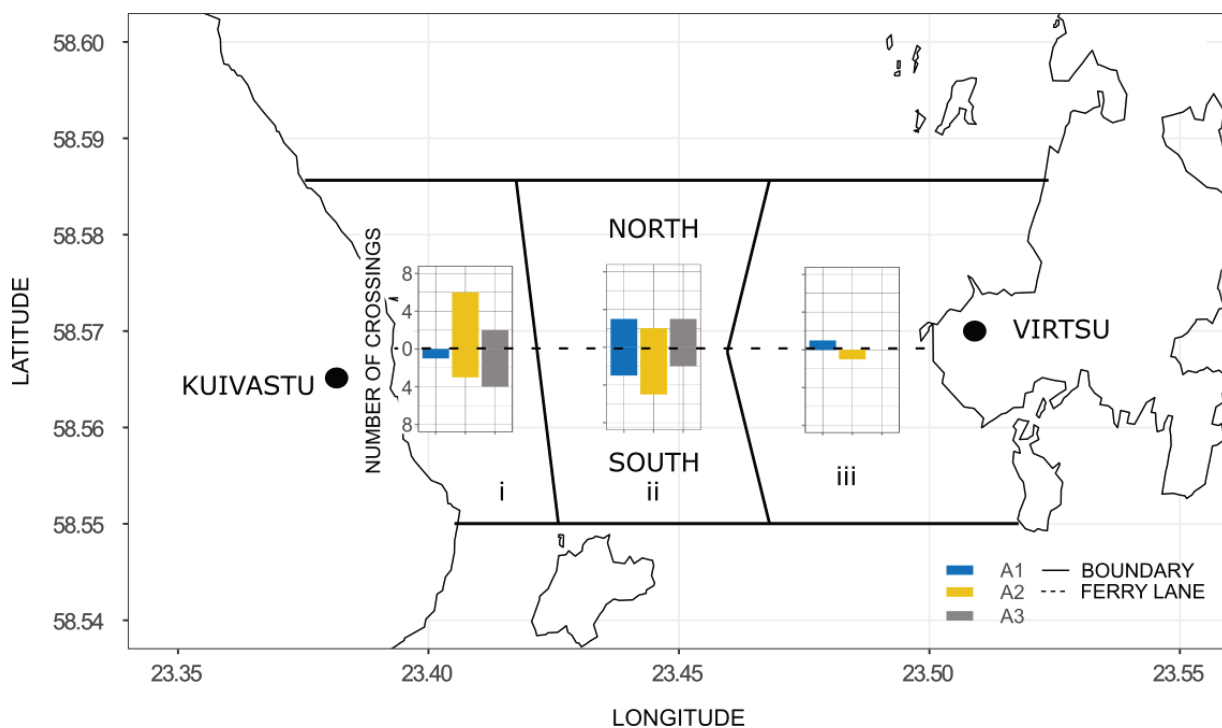 58.60
58.59
58.58
58.57
58.56
58.55
58.54
LATITUDE
NORTH
NUMBER OF CROSSINGS
8
4
0
4
8
KUIVASTU
VIRTSU
SOUTH
i
ii
iii
A1
BOUNDARY
A2
FERRY LANE
A3
23.35
23.40
23.45
23.50
23.55
LONGITUDE